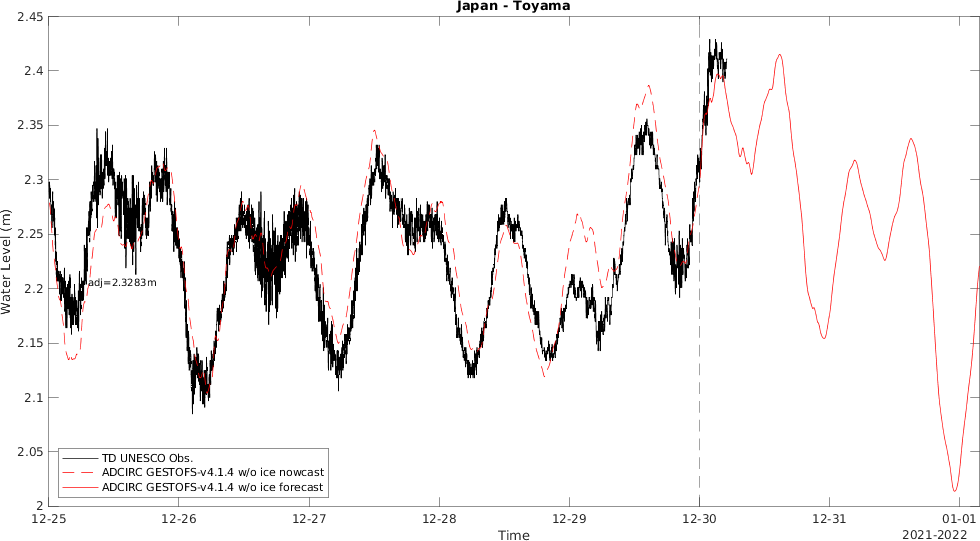 Japan - Toyama
Water Level (m)
2.45
2.4
2.35
2.3
2.25
2.2
2.15
2.1
2.05
2
adj=2.3283m
TD UNESCO Obs.
ADCIRC GESTOFS-v4.1.4 w/o ice nowcast
ADCIRC GESTOFS-v4.1.4 w/o ice forecast
12-25 12-26 12-27 12-28 12-29 12-30 12-31 01-01
Time
2021-2022